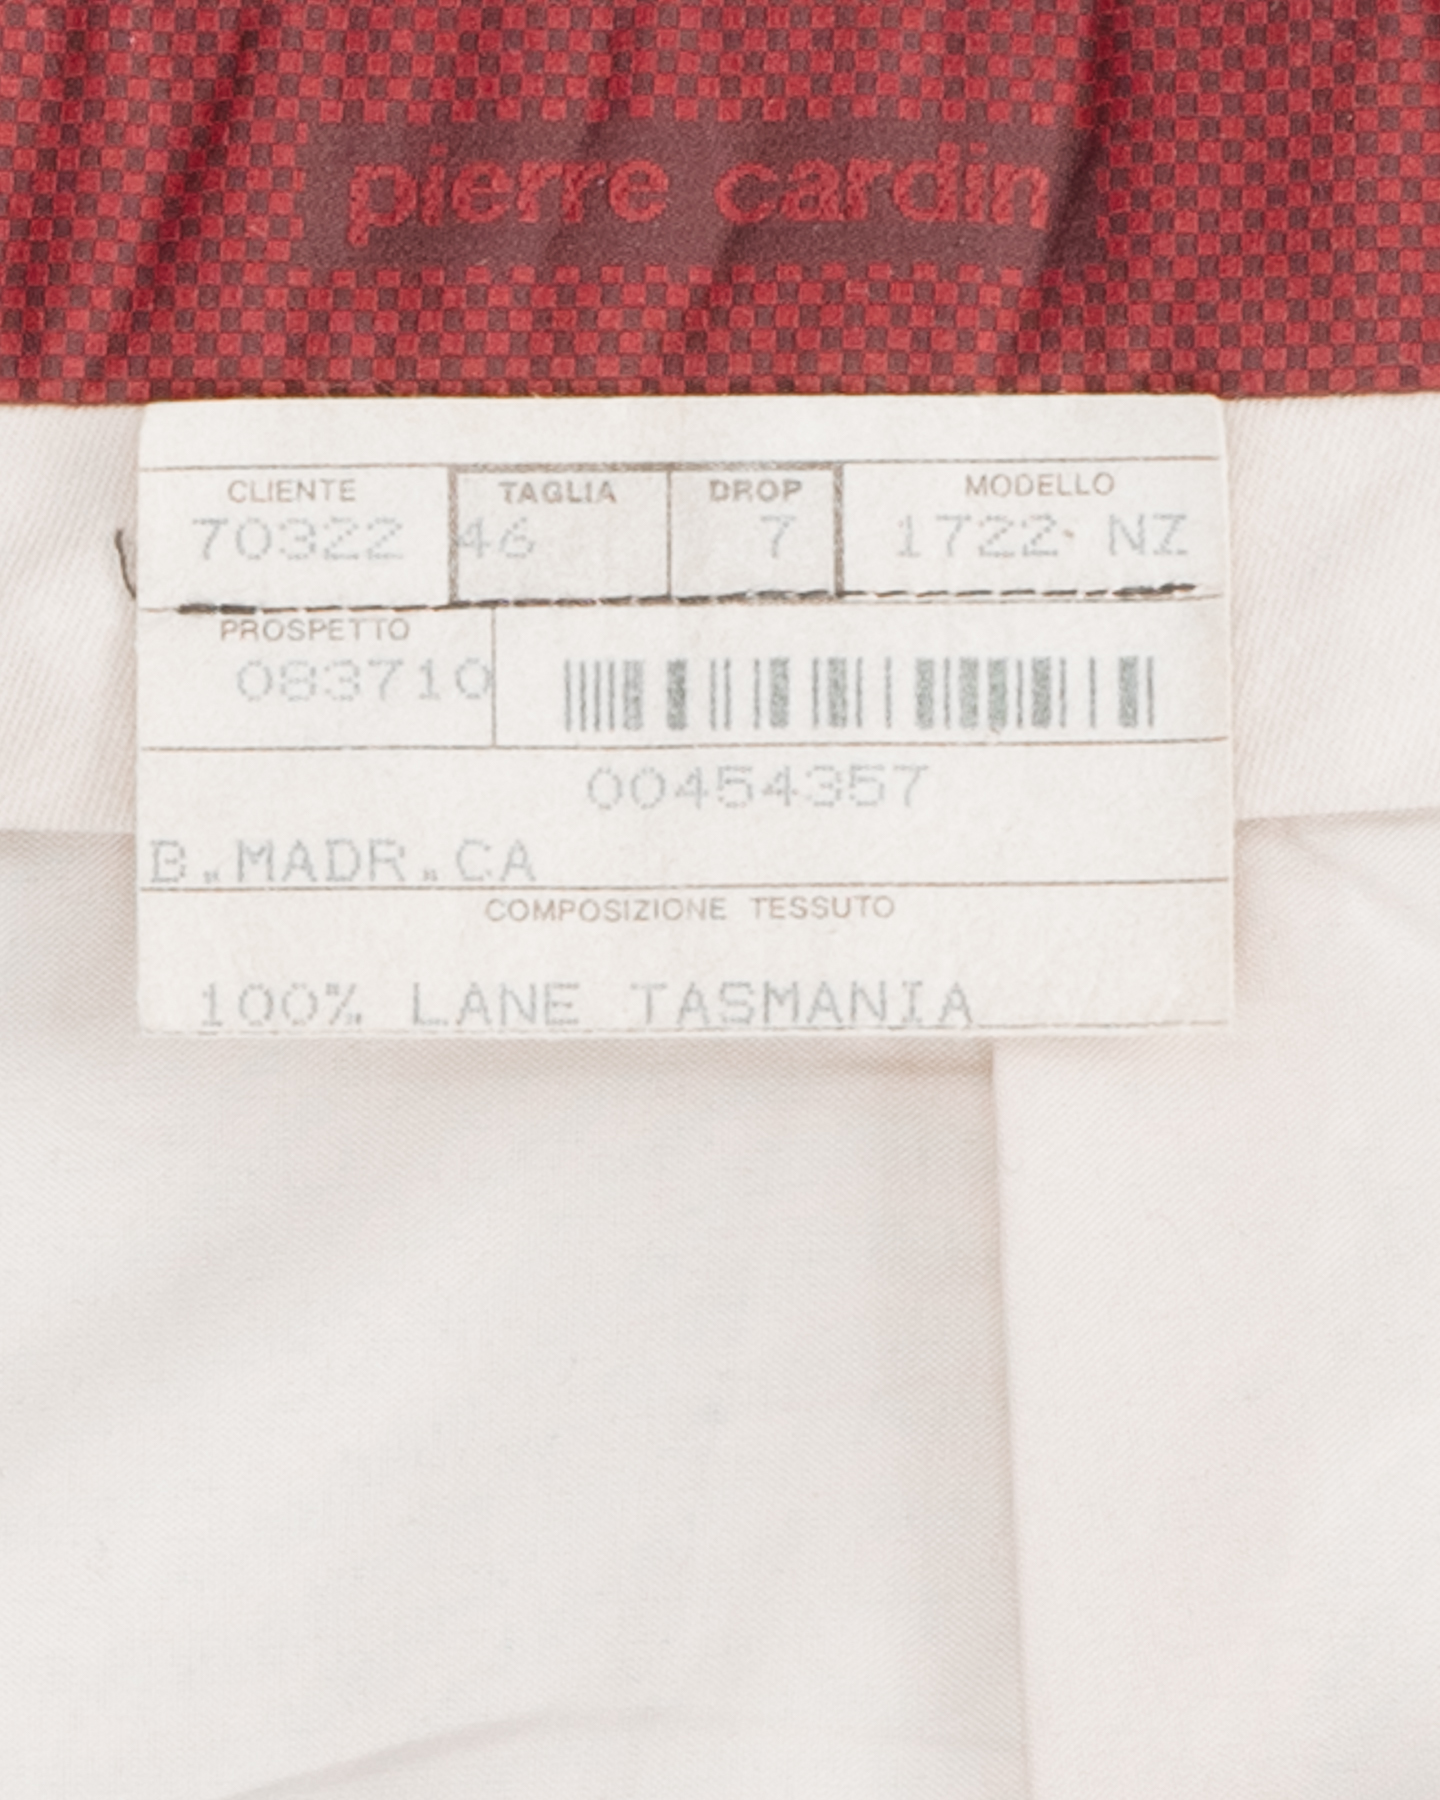 pierre cardin
CLIENTE TAGLIA DROP MODELLO
70322 46 7 1722 NZ
PROSPETTO
083710
00454357
B.MADR.CA
COMPOSIZIONE TESSUTO
100% LANE TASMANIA